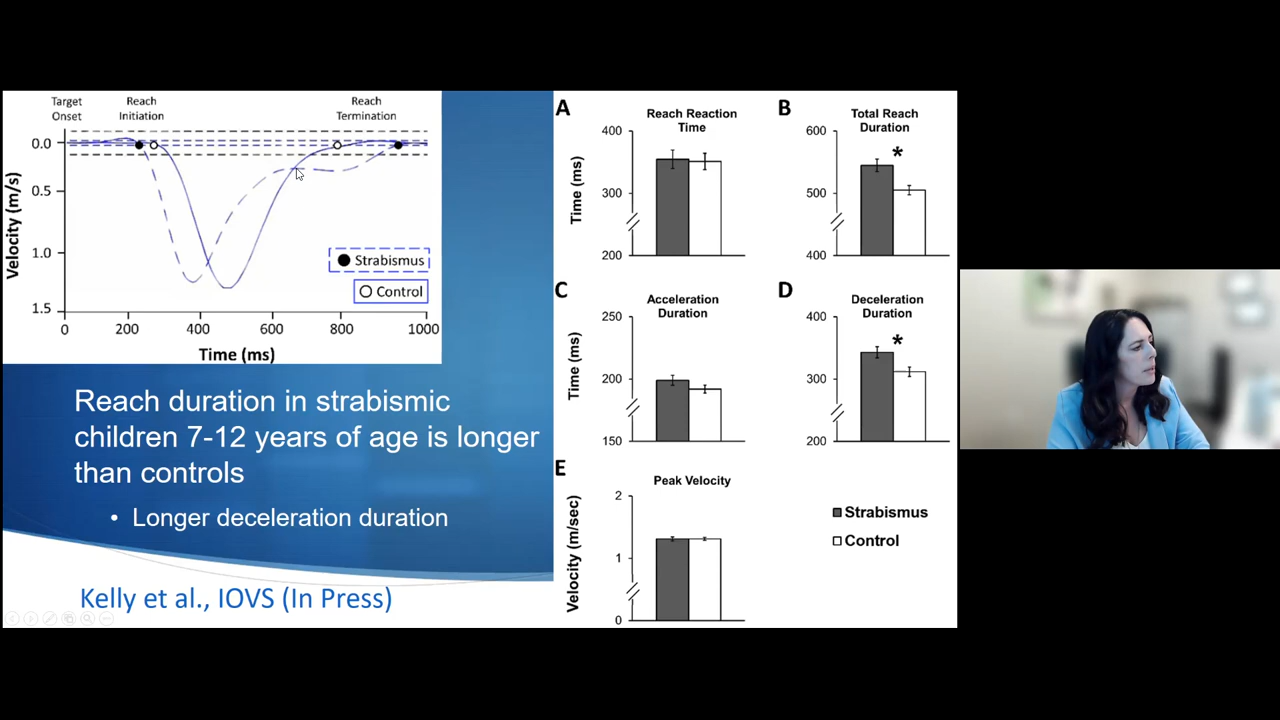 Target
Onset
Reach
Initiation
Reach
Termination
0.0
0.5
1.0
1.5
Velocity (m/s)
Strabismus
Control
0
200
400
600
800
1000
Time (ms)
Reach duration in strabismic
children 7-12 years of age is longer
than controls
• Longer deceleration duration
Kelly et al., IOVS (In Press)
A
Reach Reaction
Time
400
300
200
Time (ms)
B
Total Reach
Duration
600
500
400
*
C
Acceleration
Duration
250
200
150
Time (ms)
D
Deceleration
Duration
400
300
200
*
E
Peak Velocity
2
1
0
Velocity (m/sec)
Strabismus
Control